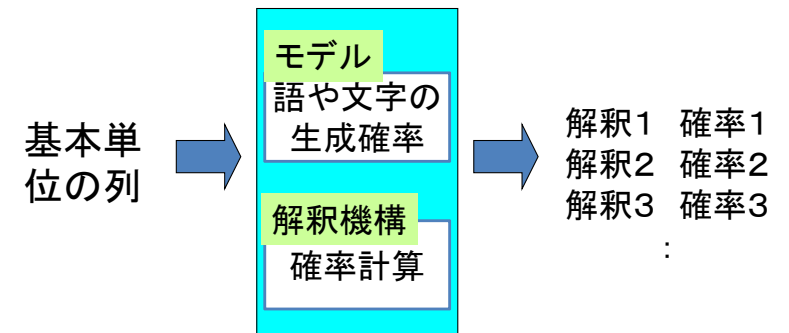 基本単
位の列
モデル
語や文字の
生成確率
解釈機構
確率計算
解釈１　確率１
解釈２　確率２
解釈３　確率３
：